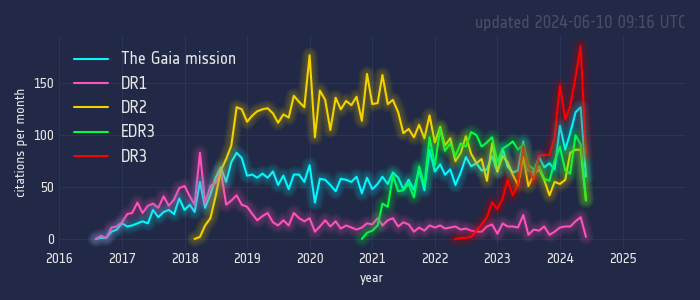 updated 2024-06-10 09:16 UTC
The Gaia mission
DR1
DR2
EDR3
DR3
citations per month
150
100
50
0
2016 2017 2018 2019 2020 2021 2022 2023 2024 2025
year